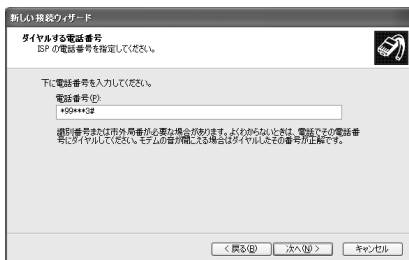 新しい接続ウィザード
ダイヤルする電話番号
ISP の電話番号を指定してください。
下に電話番号を入力してください。
電話番号(P):
*99***3#
識別番号または市外局番が必要な場合があります。よくわからないときは、電話でその電話番
号にダイヤルしてください。モデムの音が聞こえる場合はダイヤルしたその番号が正解です。
< 戻る(B)
次へ(N) >
キャンセル